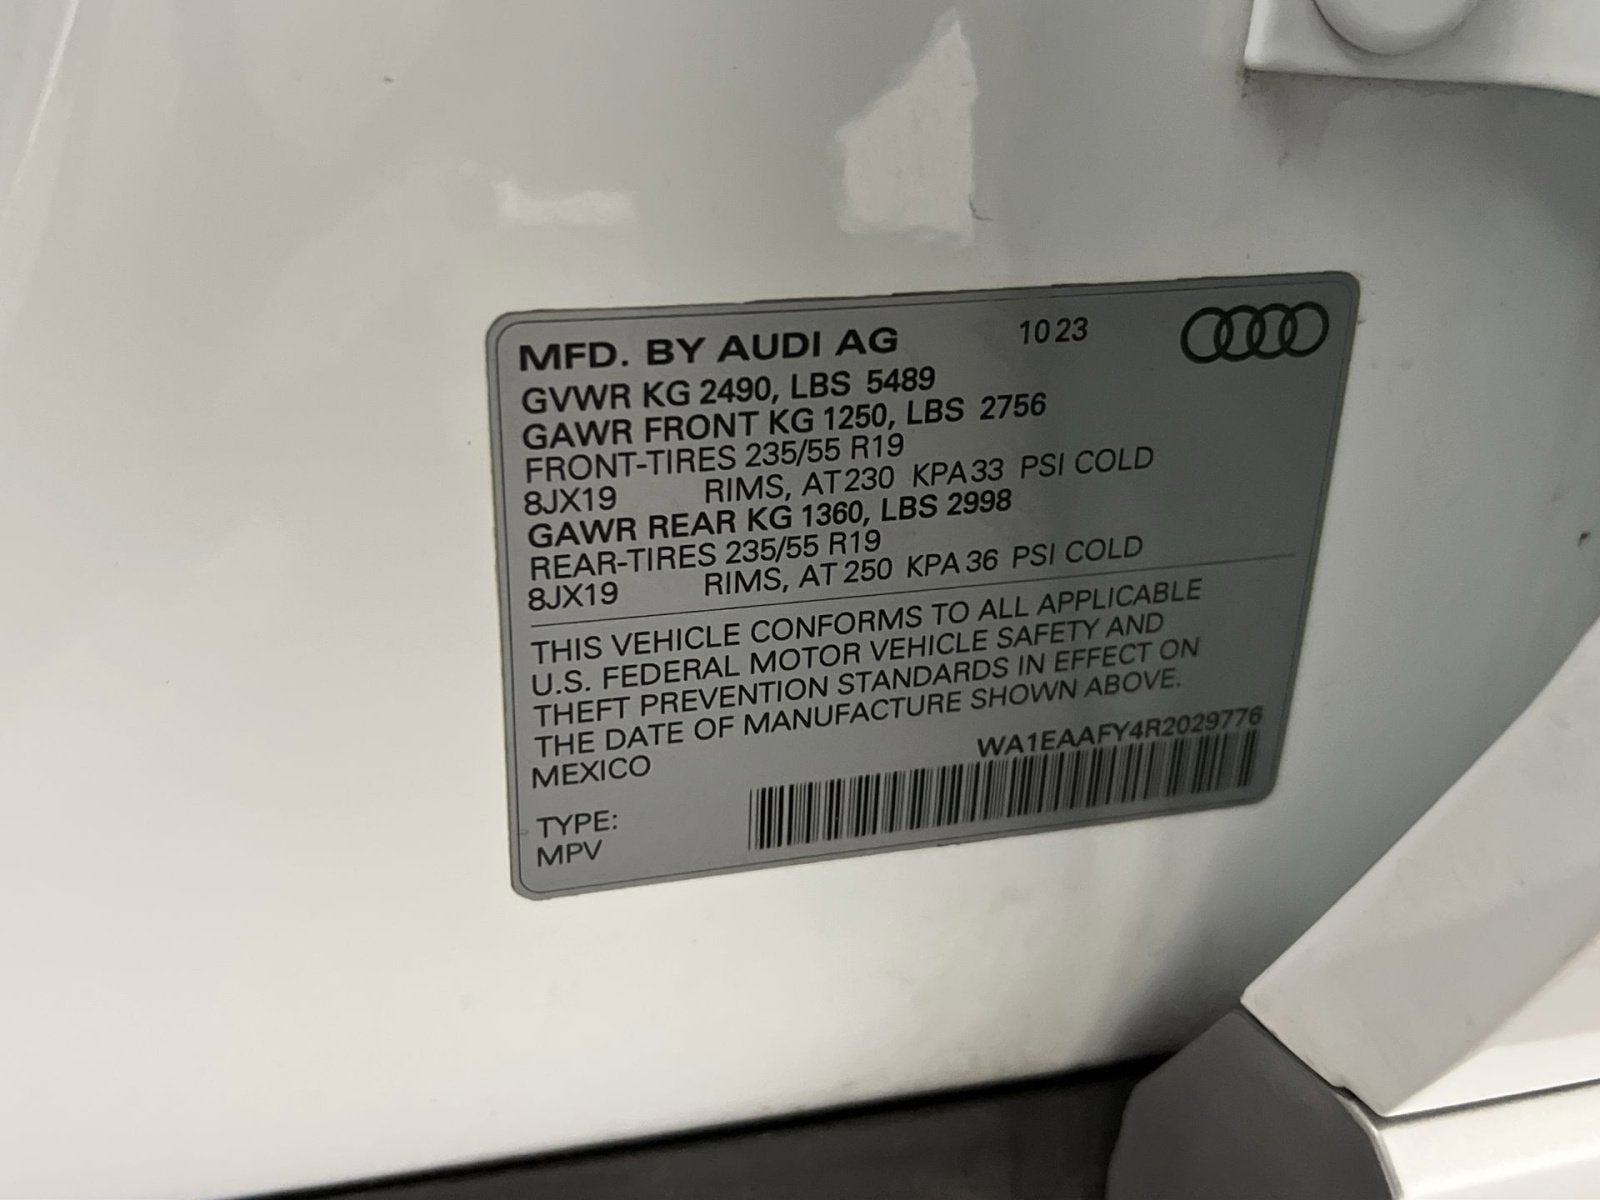 MFD. BY AUDI AG 10 23
GVWR KG 2490, LBS 5489
GAWR FRONT KG 1250, LBS 2756
FRONT-TIRES 235/55 R19
8JX19 RIMS, AT 230 KPA 33 PSI COLD
GAWR REAR KG 1360, LBS 2998
REAR-TIRES 235/55 R19
8JX19 RIMS, AT 250 KPA 36 PSI COLD
THIS VEHICLE CONFORMS TO ALL APPLICABLE
U.S. FEDERAL MOTOR VEHICLE SAFETY AND
THEFT PREVENTION STANDARDS IN EFFECT ON
THE DATE OF MANUFACTURE SHOWN ABOVE.
MEXICO WA1EAAFY4R2029776
TYPE:
MPV